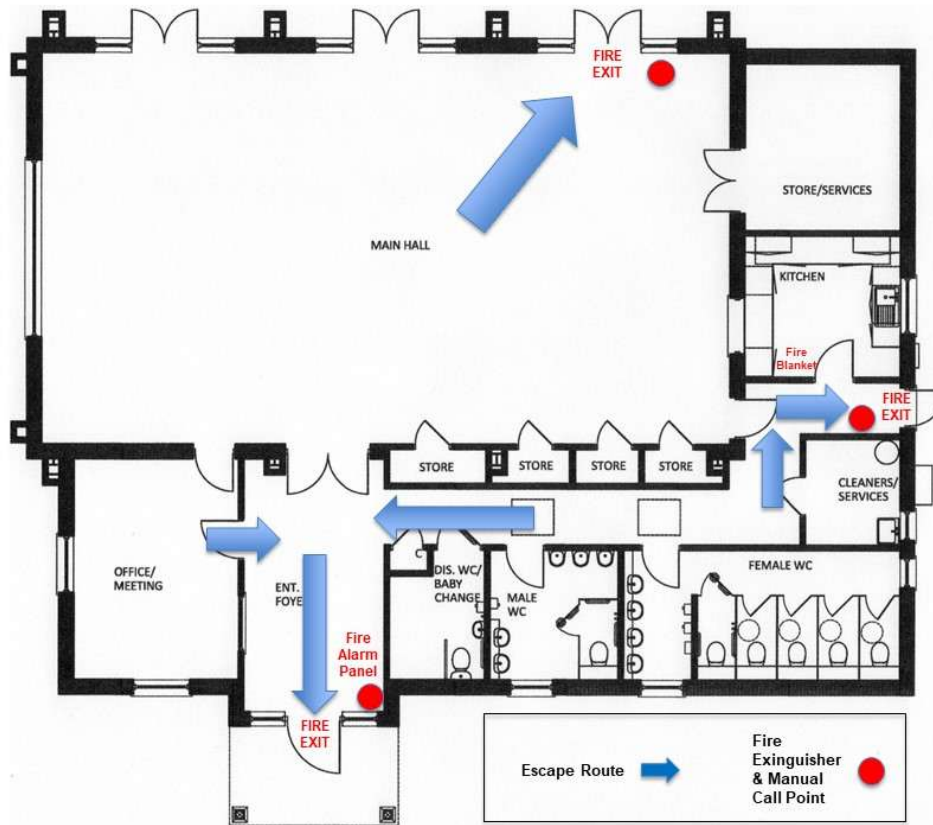 FIRE
EXIT
STORE/SERVICES
MAIN HALL
KITCHEN
Fire
Blanket
FIRE
EXIT
STORE
STORE
STORE
STORE
CLEANERS/
SERVICES
OFFICE/
MEETING
ENT.
FOYE
DIS. WC/
BABY
CHANGE
MALE
WC
FEMALE WC
Fire
Alarm
Panel
FIRE
EXIT
Escape Route
Fire
Exinguisher
& Manual
Call Point